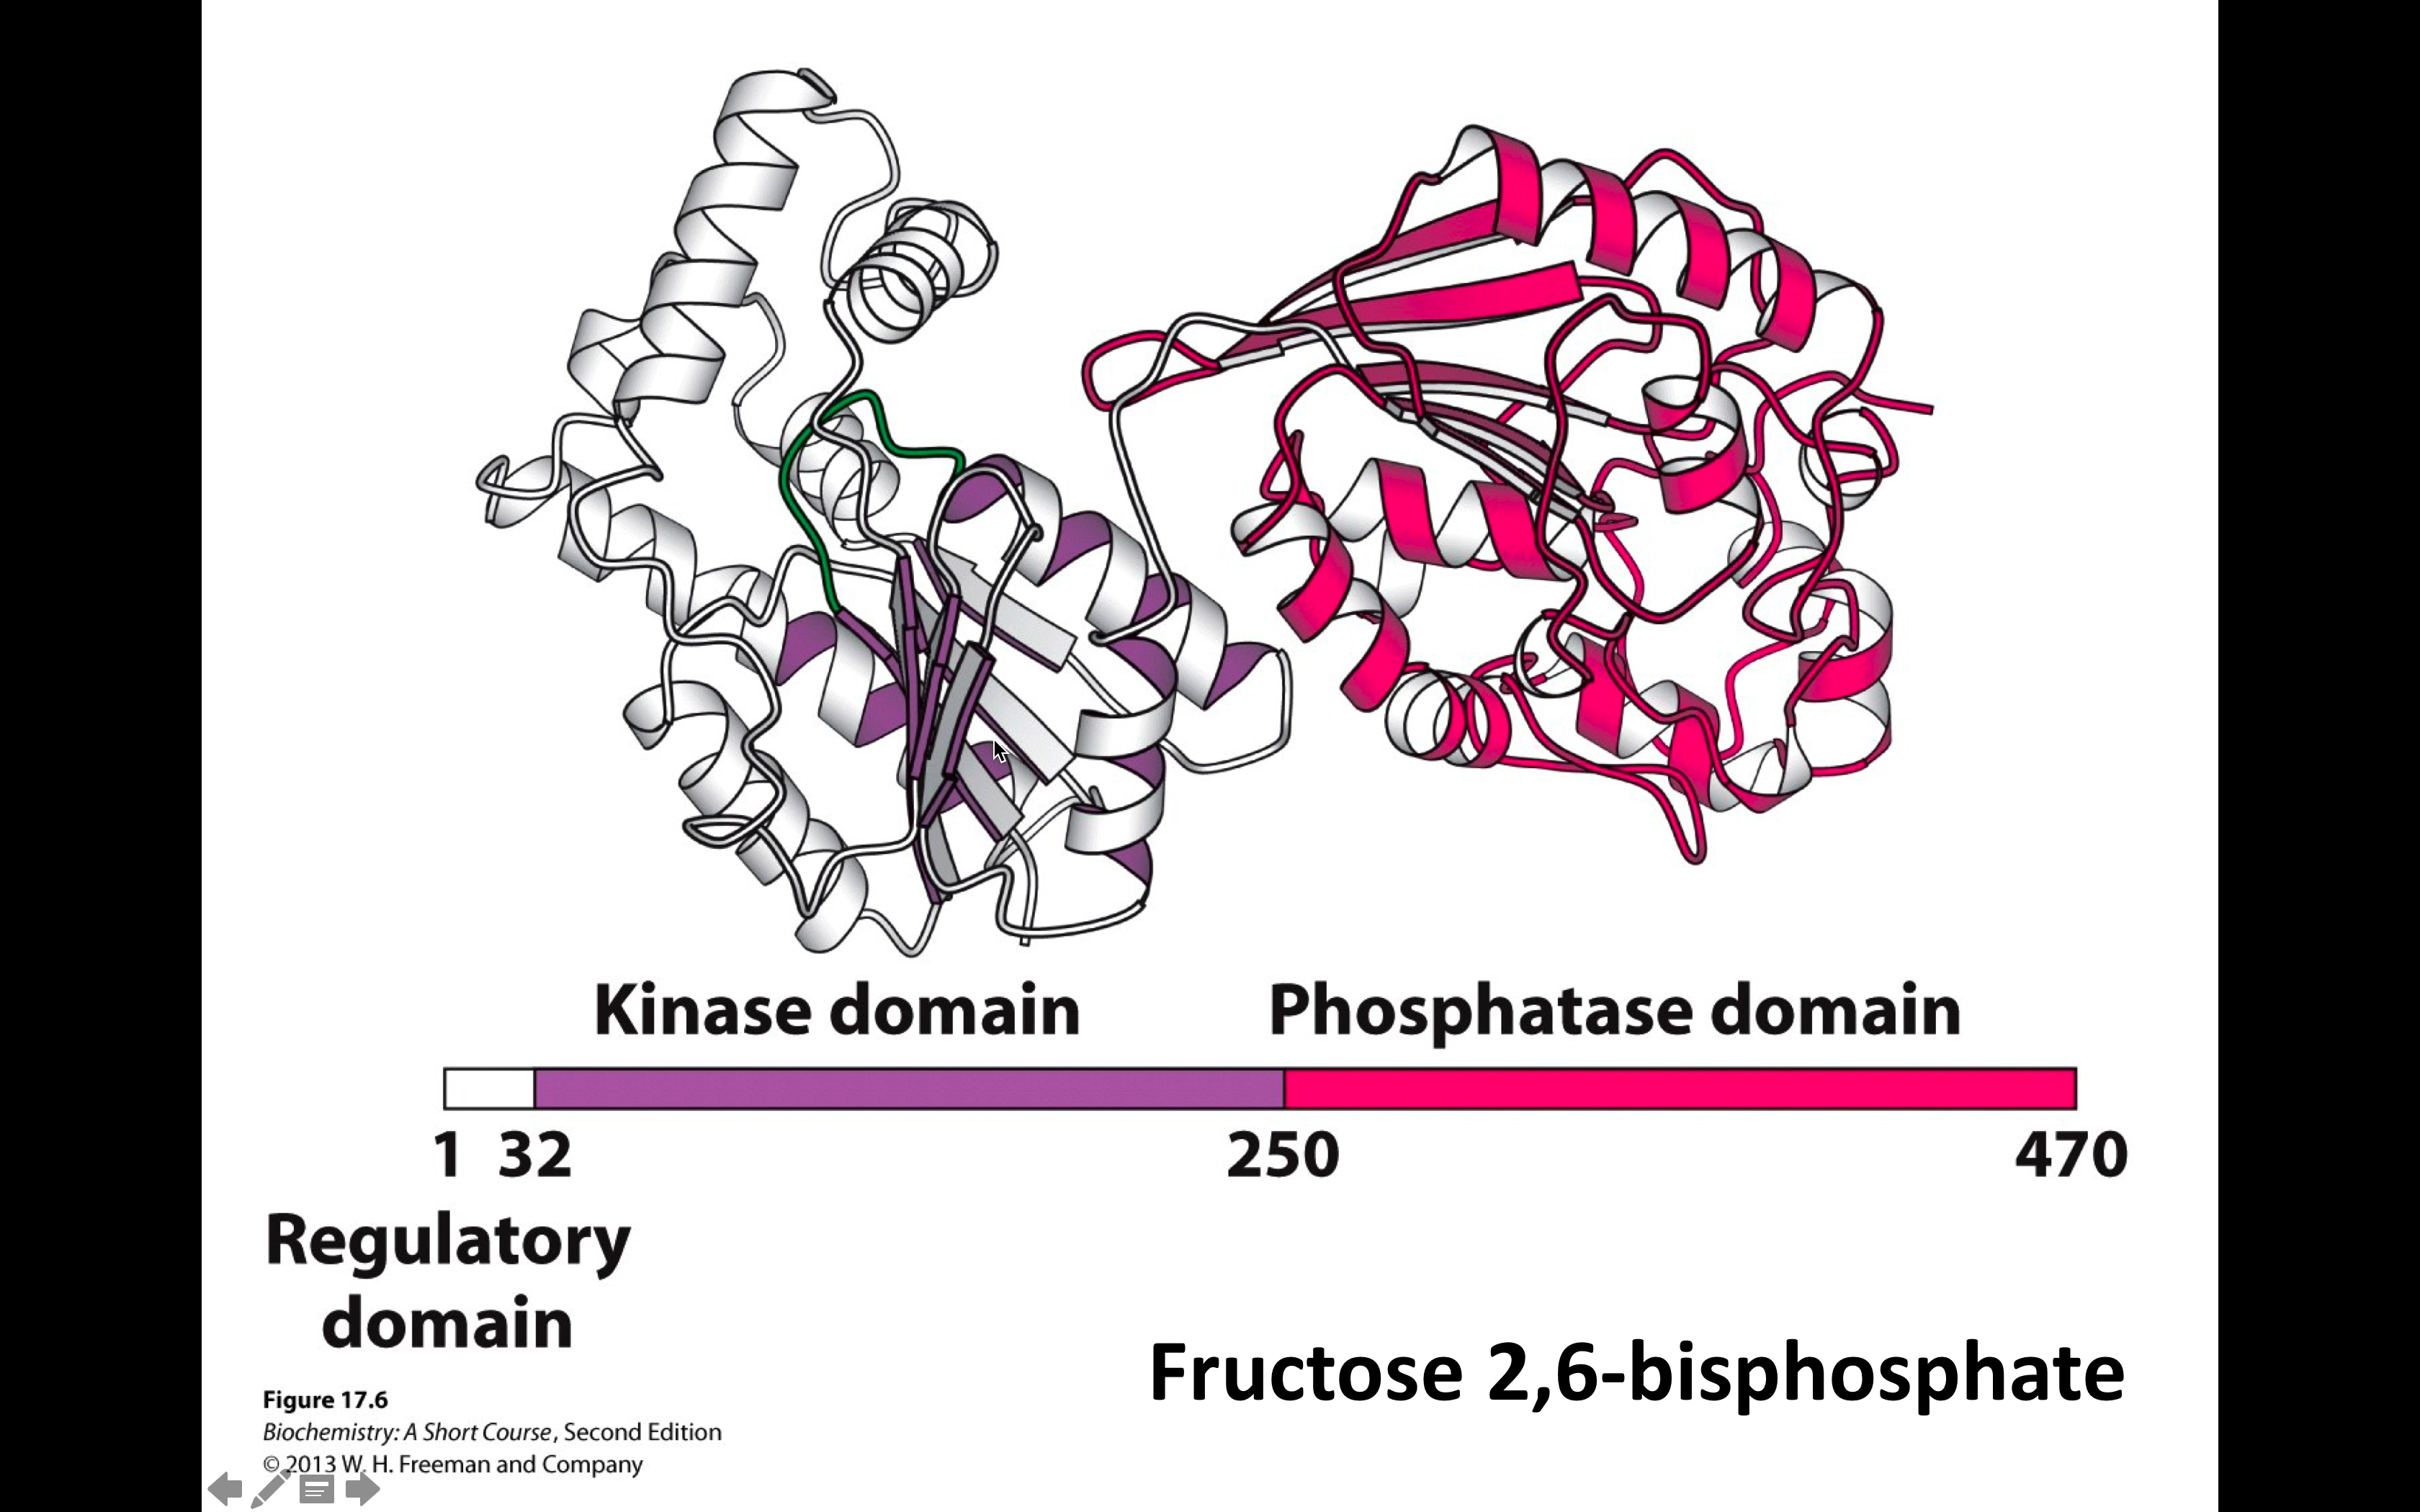 Kinase domain
Phosphatase domain
1 32 250 470
Regulatory
domain
Fructose 2,6-bisphosphate
Figure 17.6
Biochemistry: A Short Course, Second Edition
© 2013 W. H. Freeman and Company